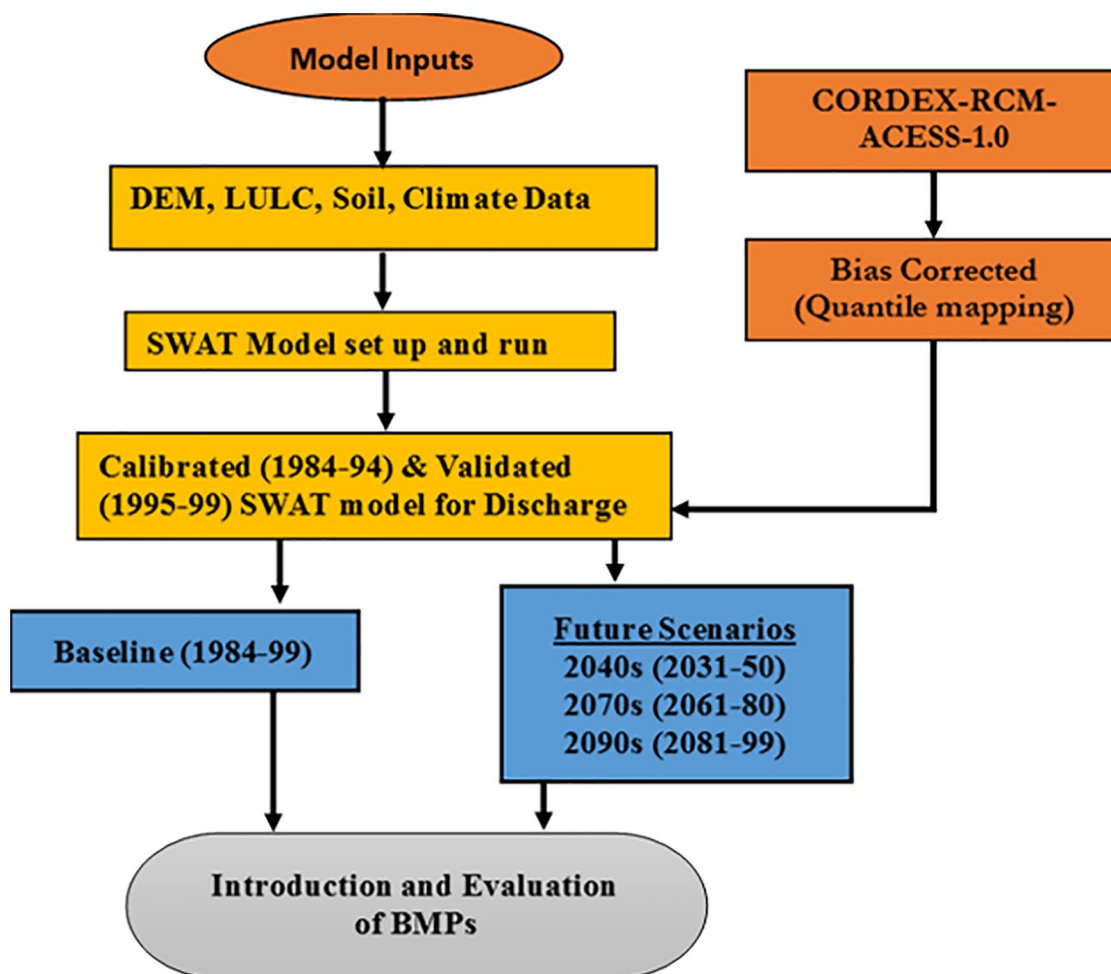 Model Inputs
CORDEX-RCM-
ACESS-1.0
DEM, LULC, Soil, Climate Data
Bias Corrected
(Quantile mapping)
SWAT Model set up and run
Calibrated (1984-94) & Validated
(1995-99) SWAT model for Discharge
Baseline (1984-99)
Future Scenarios
2040s (2031-50)
2070s (2061-80)
2090s (2081-99)
Introduction and Evaluation
of BMPs